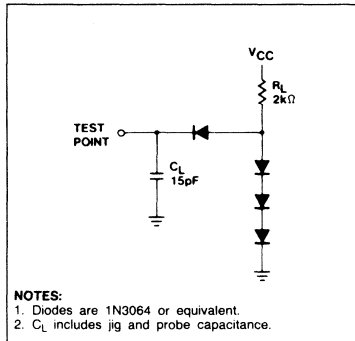 VCC
RL
2kΩ
TEST
POINT
CL
15pF
NOTES:
1. Diodes are 1N3064 or equivalent.
2. CL includes jig and probe capacitance.